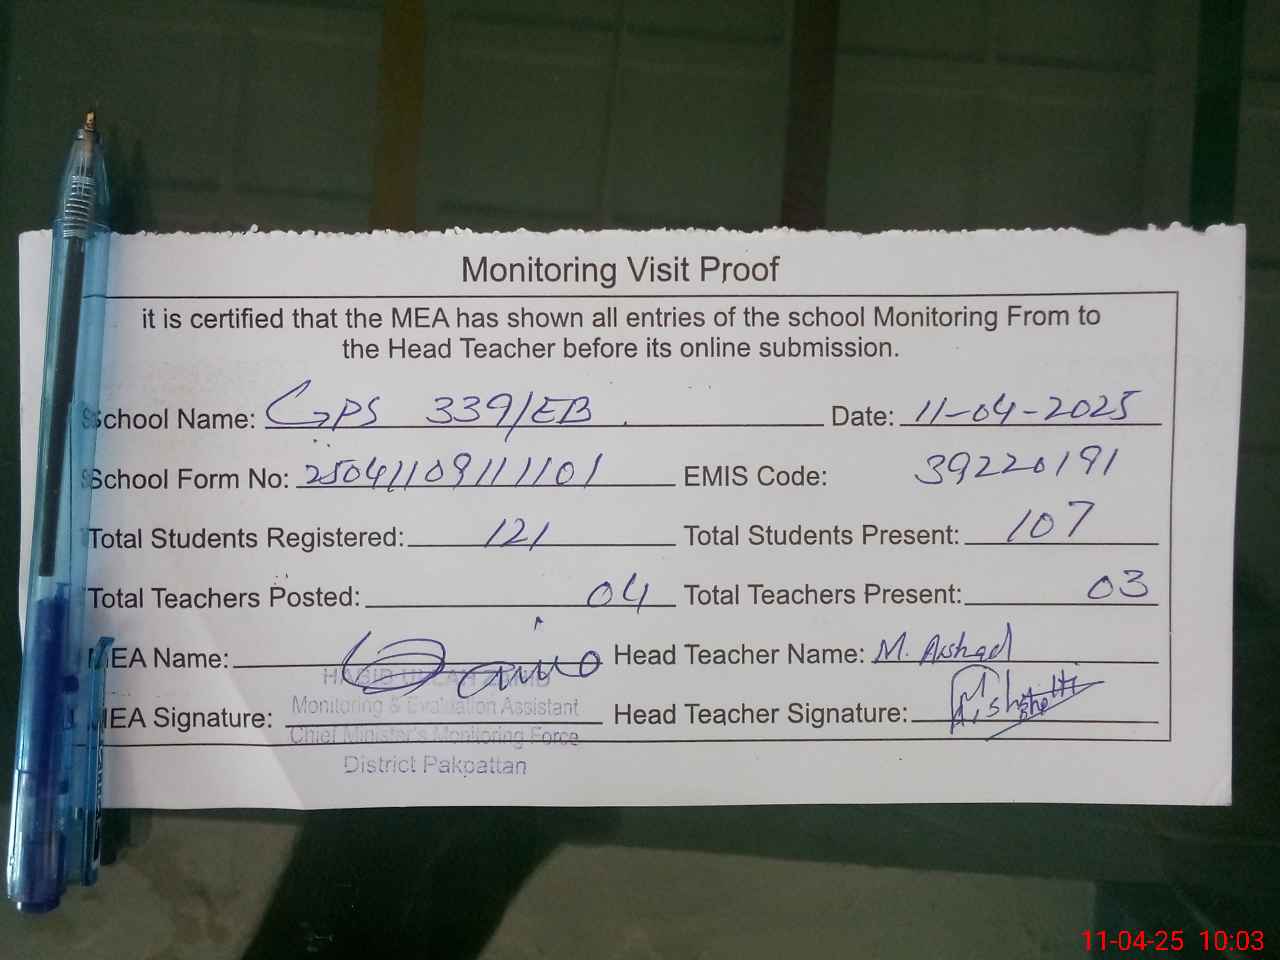 Monitoring Visit Proof
it is certified that the MEA has shown all entries of the school Monitoring From to
the Head Teacher before its online submission.
School Name: GPS 339/EB Date: 11-04-2025
School Form No: 25041109111101 EMIS Code: 39220191
Total Students Registered: 121 Total Students Present: 107
Total Teachers Posted: 04 Total Teachers Present: 03
MEA Name: Head Teacher Name: M. Arshad
HABIB ULLAH
Monitoring & Evaluation Assistant
MEA Signature: Head Teacher Signature:
Chief Minister's Monitoring Force
District Pakpattan
11-04-25 10:03